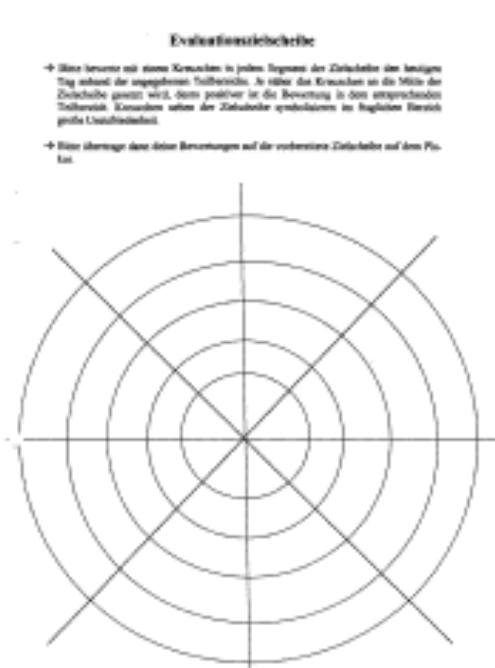 Evaluationszielscheibe
➔ Bitte bewerte mit einem Kreuzchen in jedem Segment der Zielscheibe den heutigen
Tag anhand der angegebenen Teilbereiche. Je näher das Kreuzchen an die Mitte der
Zielscheibe gesetzt wird, desto positiver ist die Bewertung in dem entsprechenden
Teilbereich. Kreuzchen neben der Zielscheibe symbolisieren im fraglichen Bereich
große Unzufriedenheit.
➔ Bitte übertrage dann deine Bewertungen auf die vorbereitete Zielscheibe auf dem Pla-
kat.